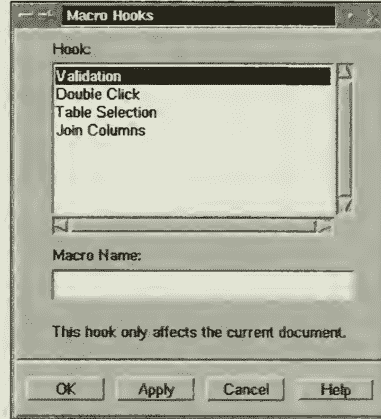 Macro Hooks
Hook:
Validation
Double Click
Table Selection
Join Columns
Macro Name:
This hook only affects the current document.
OK Apply Cancel Help